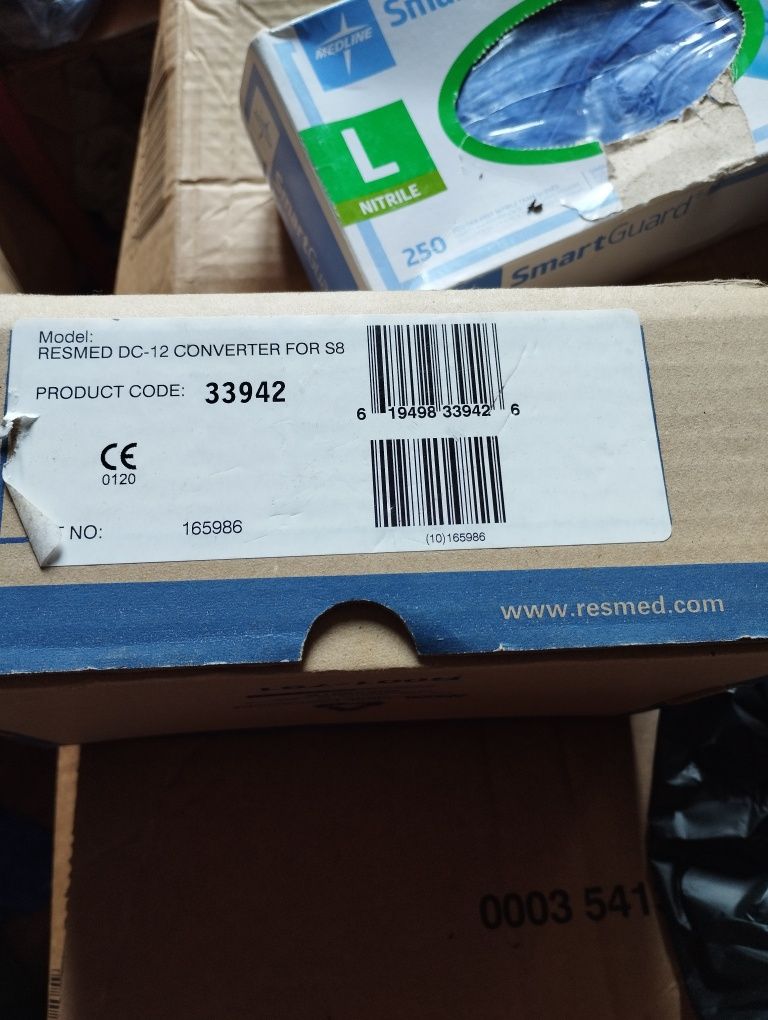 MEDLINE
L
NITRILE
250
SmartGuard
Model:
RESMED DC-12 CONVERTER FOR S8
PRODUCT CODE: 33942
6 19498 33942 6
CE
0120
NO: 165986
(10)165986
www.resmed.com
0003 541